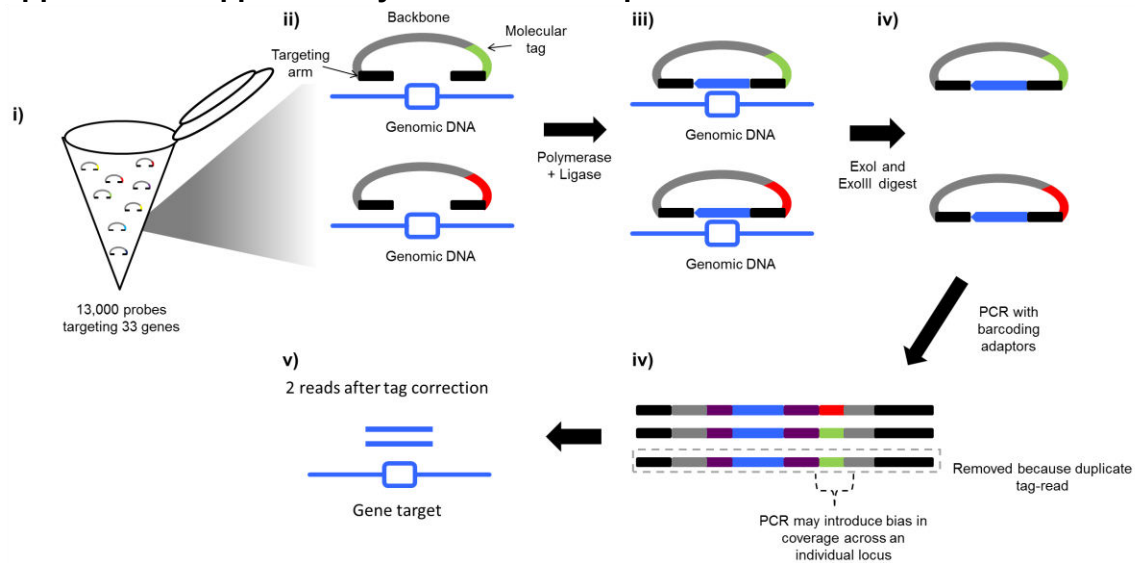 ii)
Backbone
Molecular
tag
Targeting
arm
Genomic DNA
Genomic DNA
i)
13,000 probes
targeting 33 genes
Polymerase
+ Ligase
iii)
Genomic DNA
Genomic DNA
ExoI and
ExoIII digest
iv)
PCR with
barcoding
adaptors
iv)
Removed because duplicate
tag-read
PCR may introduce bias in
coverage across an
individual locus
v)
2 reads after tag correction
Gene target